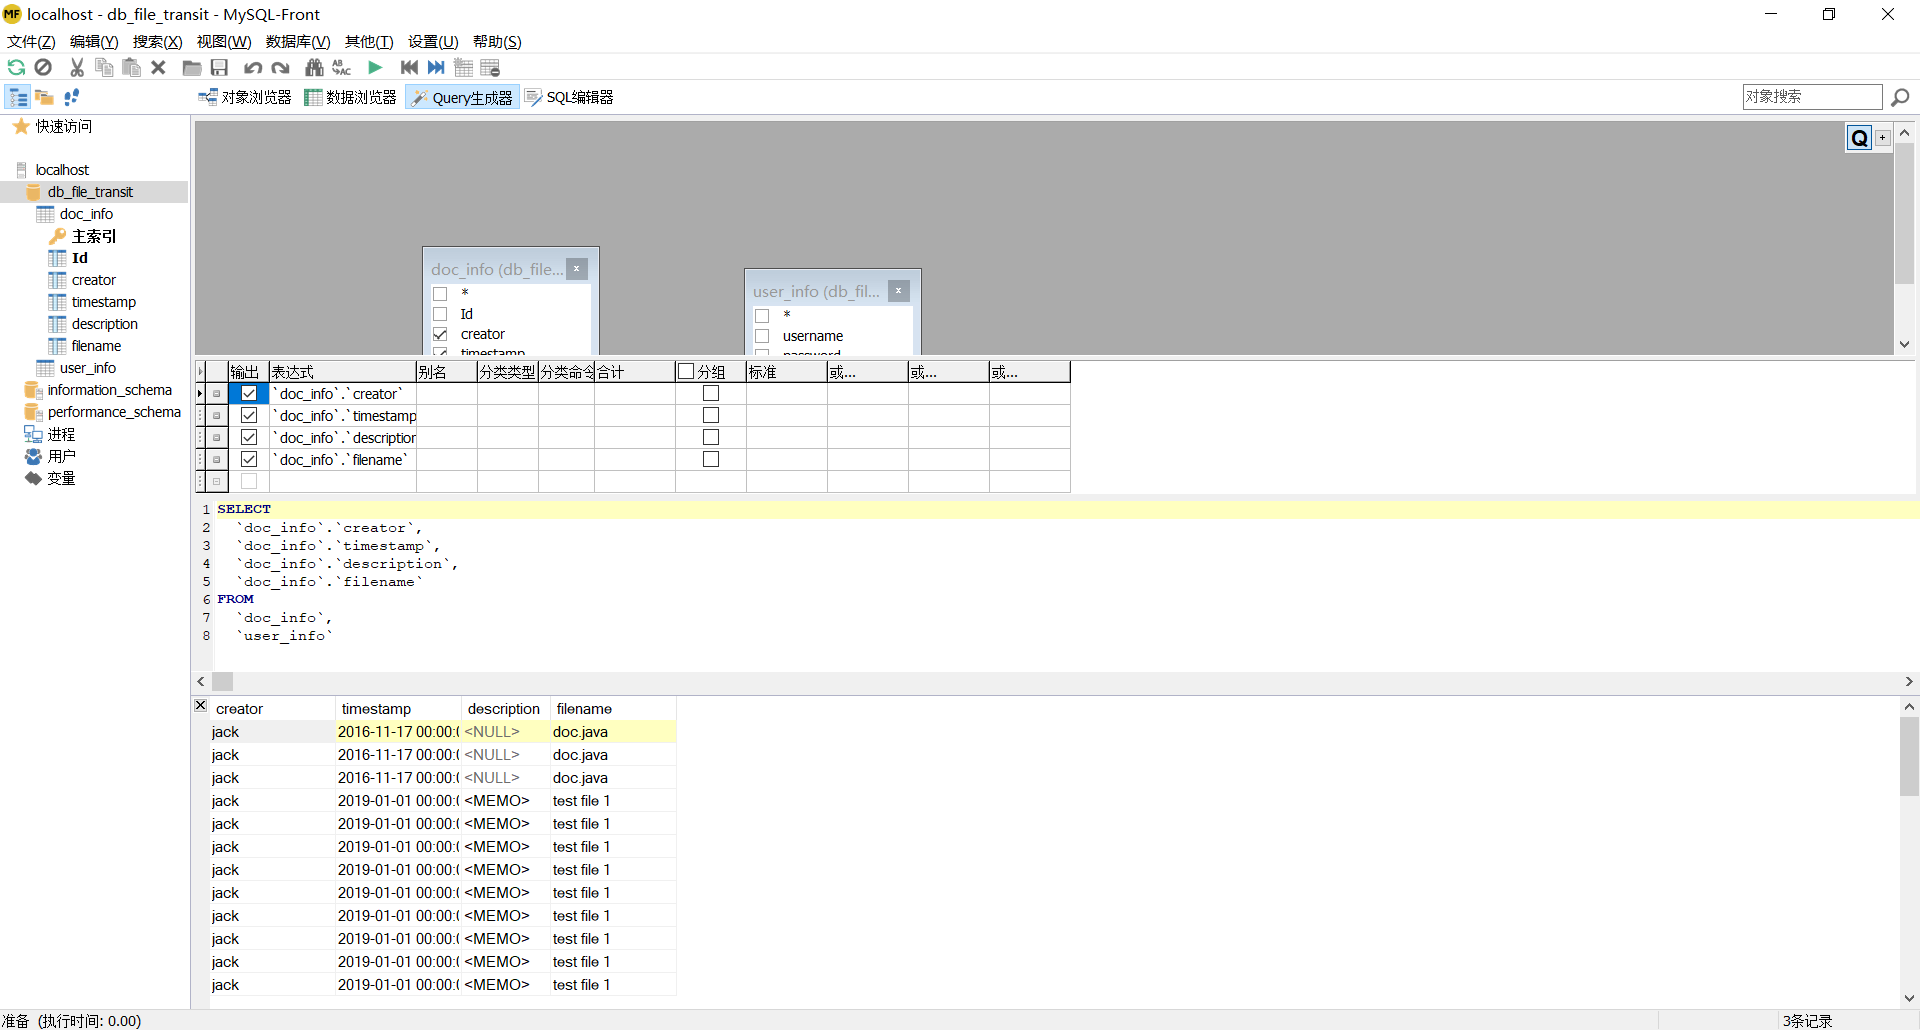 localhost - db_file_transit - MySQL-Front
文件(Z) 编辑(Y) 搜索(X) 视图(W) 数据库(V) 其他(T) 设置(U) 帮助(S)
对象浏览器 数据浏览器 Query生成器 SQL编辑器 对象搜索
快速访问
localhost
db_file_transit
doc_info
主索引
Id
creator
timestamp
description
filename
user_info
information_schema
performance_schema
进程
用户
变量
Q +
doc_info (db_file... x
*
Id
creator
timestamp
user_info (db_fil... x
*
username
password
输出 表达式 别名 分类类型 分类命令 合计 分组 标准 或... 或... 或...
`doc_info`.`creator`
`doc_info`.`timestamp
`doc_info`.`description
`doc_info`.`filename`
1 SELECT
2 `doc_info`.`creator`,
3 `doc_info`.`timestamp`,
4 `doc_info`.`description`,
5 `doc_info`.`filename`
6 FROM
7 `doc_info`,
8 `user_info`
creator timestamp description filename
jack 2016-11-17 00:00:0 <NULL> doc.java
jack 2016-11-17 00:00:0 <NULL> doc.java
jack 2016-11-17 00:00:0 <NULL> doc.java
jack 2019-01-01 00:00:0 <MEMO> test file 1
jack 2019-01-01 00:00:0 <MEMO> test file 1
jack 2019-01-01 00:00:0 <MEMO> test file 1
jack 2019-01-01 00:00:0 <MEMO> test file 1
jack 2019-01-01 00:00:0 <MEMO> test file 1
jack 2019-01-01 00:00:0 <MEMO> test file 1
jack 2019-01-01 00:00:0 <MEMO> test file 1
jack 2019-01-01 00:00:0 <MEMO> test file 1
jack 2019-01-01 00:00:0 <MEMO> test file 1
准备 (执行时间: 0.00) 3条记录